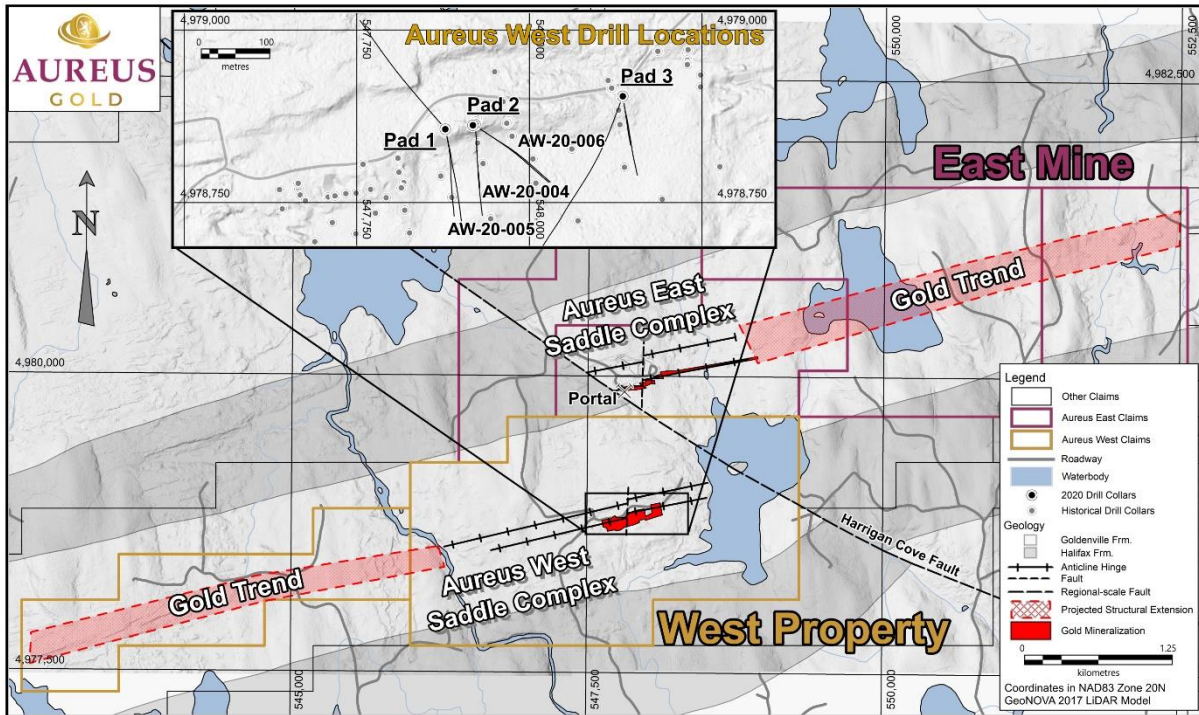 AUREUS
GOLD
4,979,000
547,750
4,979,000
Aureus West Drill Locations
0
100
metres
Pad 1
Pad 2
Pad 3
AW-20-006
AW-20-004
AW-20-005
4,978,750
4,978,750
547,750
548,000
550,000
552,500
4,982,500
N
East Mine
Gold Trend
Aureus East
Saddle Complex
4,980,000
4,980,000
Portal
Harrigan Cove Fault
Aureus West
Saddle Complex
Gold Trend
West Property
4,977,500
545,000
547,500
550,000
Legend
Other Claims
Aureus East Claims
Aureus West Claims
Roadway
Waterbody
2020 Drill Collars
Historical Drill Collars
Geology
Goldenville Frm.
Halifax Frm.
Anticline Hinge
Fault
Regional-scale Fault
Projected Structural Extension
Gold Mineralization
0
1.25
kilometres
Coordinates in NAD83 Zone 20N
GeoNOVA 2017 LiDAR Model